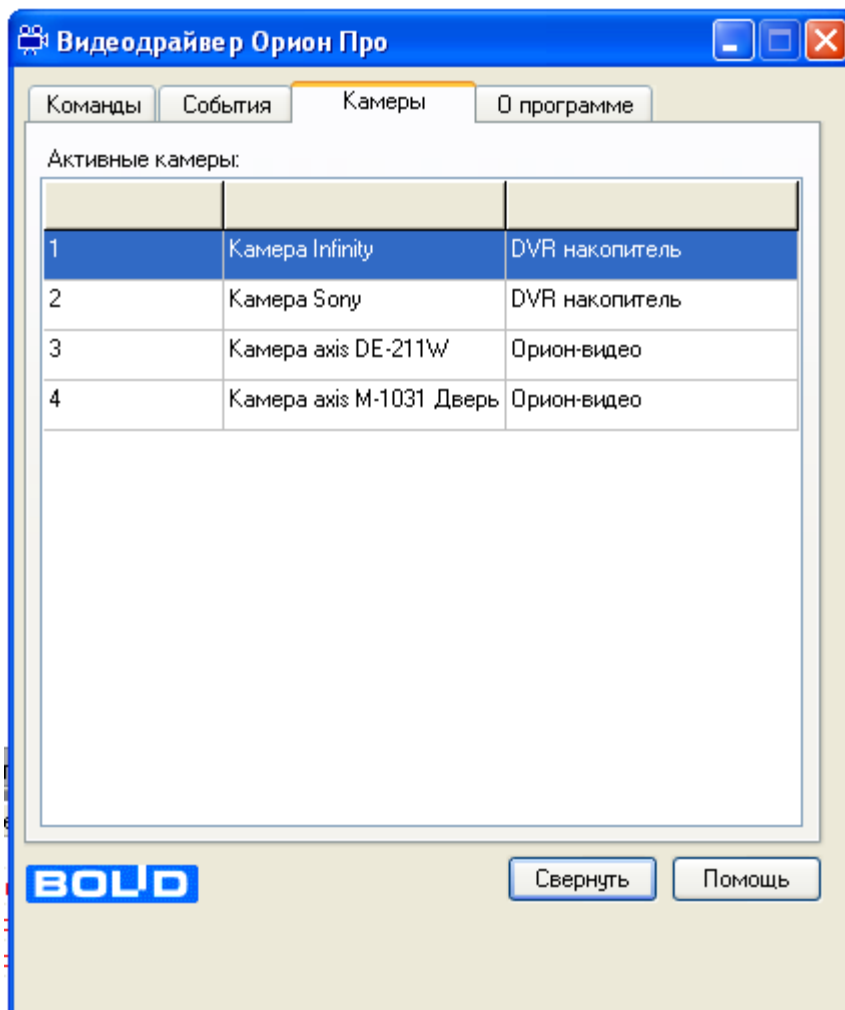 Видеодрайвер Орион Про
Команды События Камеры О программе
Активные камеры:
1 Камера Infinity DVR накопитель
2 Камера Sony DVR накопитель
3 Камера axis DE-211W Орион-видео
4 Камера axis M-1031 Дверь Орион-видео
BOLID Свернуть Помощь